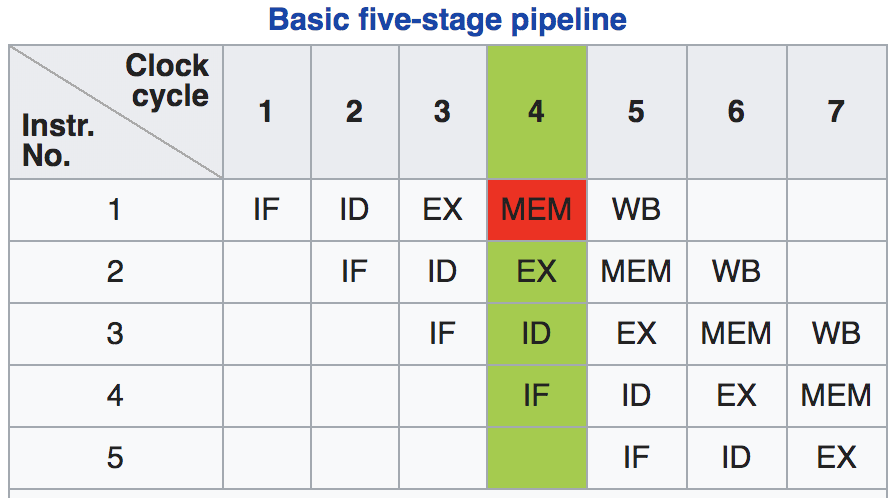 Basic five-stage pipeline
Clock
cycle
Instr.
No.
1 2 3 4 5 6 7
1 IF ID EX MEM WB
2 IF ID EX MEM WB
3 IF ID EX MEM WB
4 IF ID EX MEM
5 IF ID EX